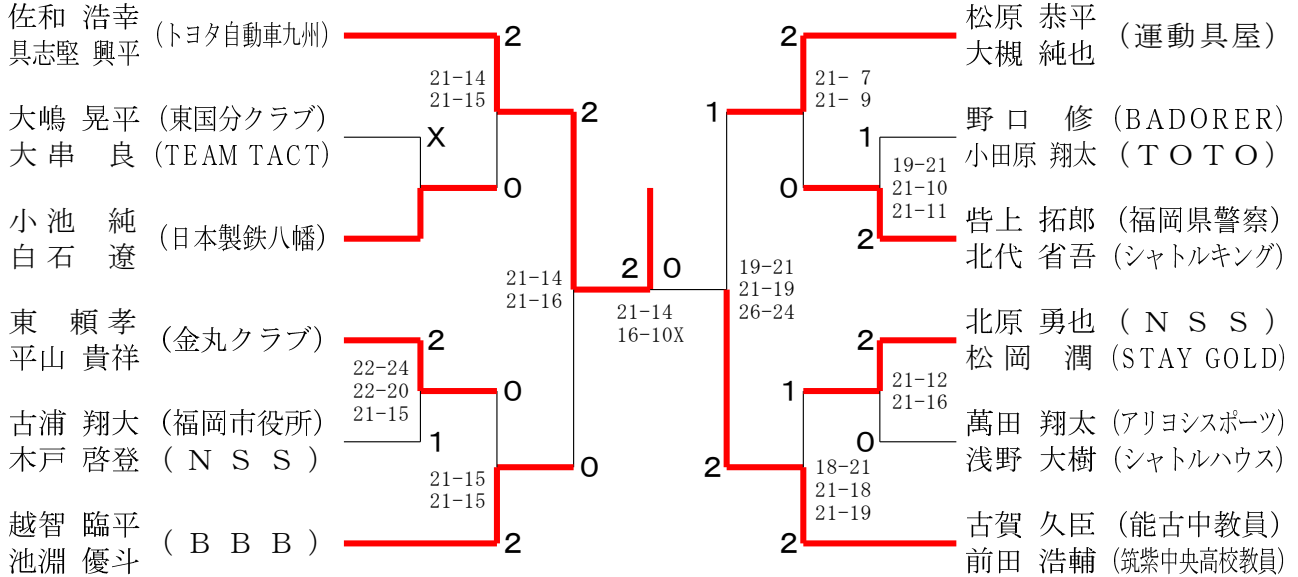 佐和 浩幸 (トヨタ自動車九州)
具志堅 興平
大嶋 晃平 (東国分クラブ)
大串 良 (TEAM TACT)
小池 純 (日本製鉄八幡)
白石 遼
東 頼孝 (金丸クラブ)
平山 貴祥
古浦 翔大 (福岡市役所)
木戸 啓登 (NSS)
越智 臨平 (BBB)
池淵 優斗
2
21-14
21-15
X
0
2
2
22-24
22-20
21-15
1
0
21-15
21-15
2
0
21-14
21-16
2 0
21-14
16-10X
19-21
21-19
26-24
1
2
2
21- 7
21- 9
0
1
19-21
21-10
21-11
2
2
21-12
21-16
0
1
18-21
21-18
21-19
2
松原 恭平 (運動具屋)
大槻 純也
野口 修 (BADORER)
小田原 翔太 (TOTO)
喾上 拓郎 (福岡県警察)
北代 省吾 (シャトルキング)
北原 勇也 (NSS)
松岡 潤 (STAY GOLD)
萬田 翔太 (アリヨシスポーツ)
浅野 大樹 (シャトルハウス)
古賀 久臣 (能古中教員)
前田 浩輔 (筑紫中央高校教員)